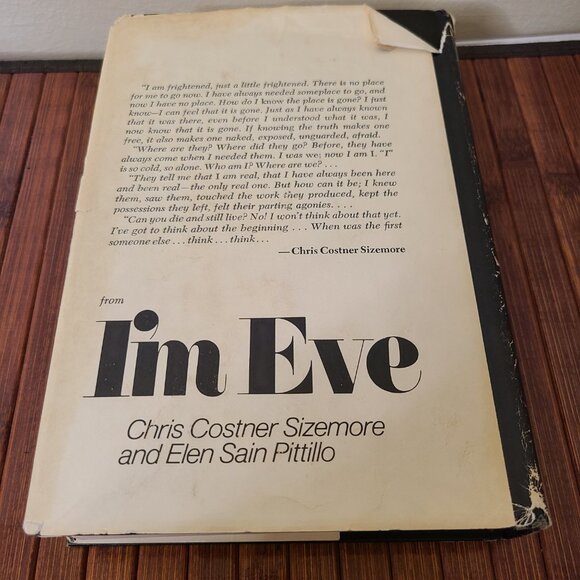 "I am frightened, just a little frightened. There is no place
for me to go now. I have always needed someplace to go, and
now I have no place. How do I know the place is gone? I just
know—I can feel that it is gone. Just as I have always known
that it was there, even before I understood what it was, I
now know that it is gone. If knowing the truth makes one
free, it also makes one naked, exposed, unguarded, afraid.
"Where are they? Where did they go? Before, they have
always come when I needed them. I was we; now I am I. "I"
is so cold, so alone. Who am I? Where are we? . . .
"They tell me that I am real, that I have always been here
and been real—the only real one. But how can it be; I knew
them, saw them, touched the work they produced, kept the
possessions they left, felt their parting agonies. . . .
"Can you die and still live? No! I won't think about that yet.
I've got to think about the beginning . . . When was the first
someone else . . . think . . . think . . .
—Chris Costner Sizemore
from
I'm Eve
Chris Costner Sizemore
and Elen Sain Pittillo